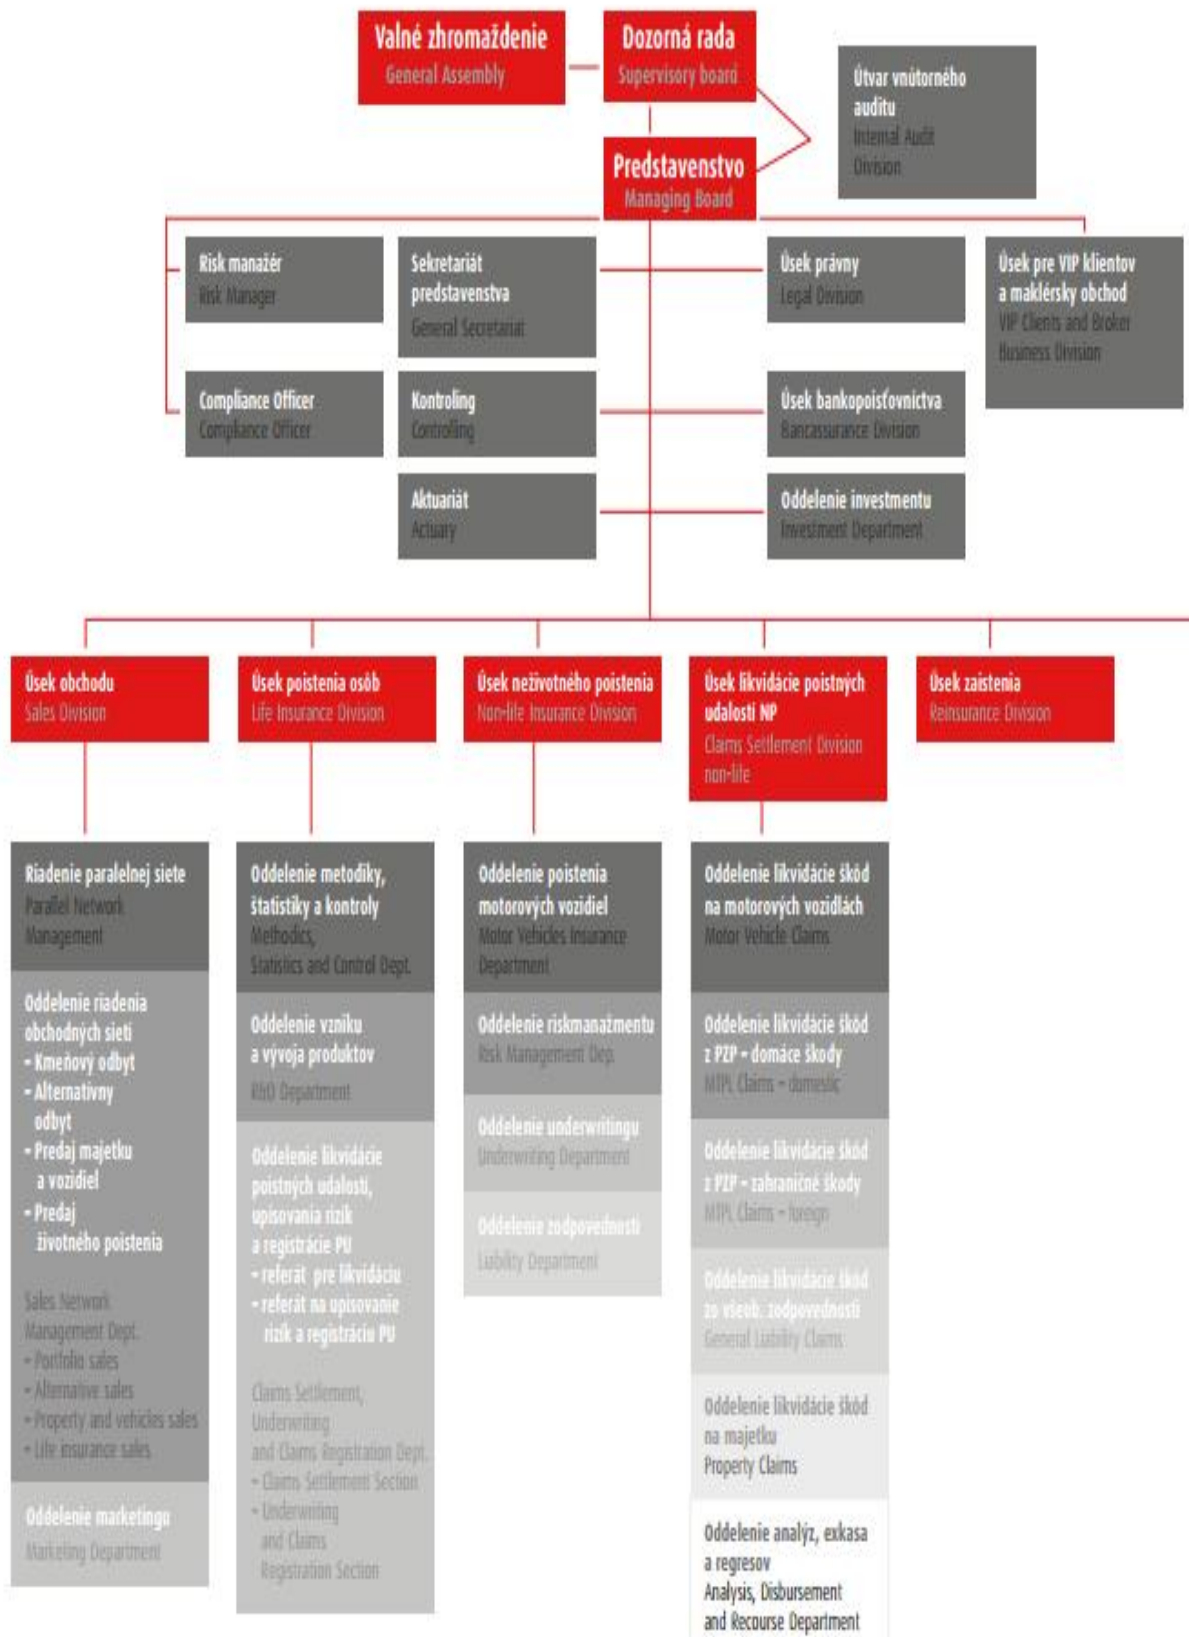 Valné zhromaždenie
General Assembly
Dozorná rada
Supervisory board
Útvar vnútorného
auditu
Internal Audit
Division
Predstavenstvo
Managing Board
Risk manažér
Risk Manager
Sekretariát
predstavenstva
General Secretariat
Úsek právny
Legal Division
Úsek pre VIP klientov
a maklérsky obchod
VIP Clients and Broker
Business Division
Compliance Officer
Compliance Officer
Kontroling
Controlling
Úsek bankopoisťovníctva
Bancassurance Division
Aktuariát
Actuary
Oddelenie investmentu
Investment Department
Úsek obchodu
Sales Division
Úsek poistenia osôb
Life Insurance Division
Úsek neživotného poistenia
Non-life Insurance Division
Úsek likvidácie poistných
udalostí NP
Claims Settlement Division
non-life
Úsek zaistenia
Reinsurance Division
Riadenie paralelnej siete
Parallel Network
Management
Oddelenie riadenia
obchodných sietí
- Kmeňový odbyt
- Alternatívny
odbyt
- Predaj majetku
a vozidiel
- Predaj
životného poistenia
Sales Network
Management Dept.
- Portfolio sales
- Alternative sales
- Property and vehicles sales
- Life insurance sales
Oddelenie marketingu
Marketing Department
Oddelenie metodiky,
štatistiky a kontroly
Methodics,
Statistics and Control Dept.
Oddelenie vzniku
a vývoja produktov
R&D Department
Oddelenie likvidácie
poistných udalostí,
upisovania rizík
a registrácie PU
- referát pre likvidáciu
- referát na upisovanie
rizík a registráciu PU
Claims Settlement,
Underwriting
and Claims Registration Dept.
- Claims Settlement Section
- Underwriting
and Claims
Registration Section
Oddelenie poistenia
motorových vozidiel
Motor Vehicles Insurance
Department
Oddelenie riskmanažmentu
Risk Management Dep.
Oddelenie underwritingu
Underwriting Department
Oddelenie zodpovednosti
Liability Department
Oddelenie likvidácie škôd
na motorových vozidlách
Motor Vehicle Claims
Oddelenie likvidácie škôd
z PZP - domáce škody
MTPL Claims - domestic
Oddelenie likvidácie škôd
z PZP - zahraničné škody
MTPL Claims - foreign
Oddelenie likvidácie škôd
zo všeob. zodpovednosti
General Liability Claims
Oddelenie likvidácie škôd
na majetku
Property Claims
Oddelenie analýz, exkasa
a regresov
Analysis, Disbursement
and Recourse Department